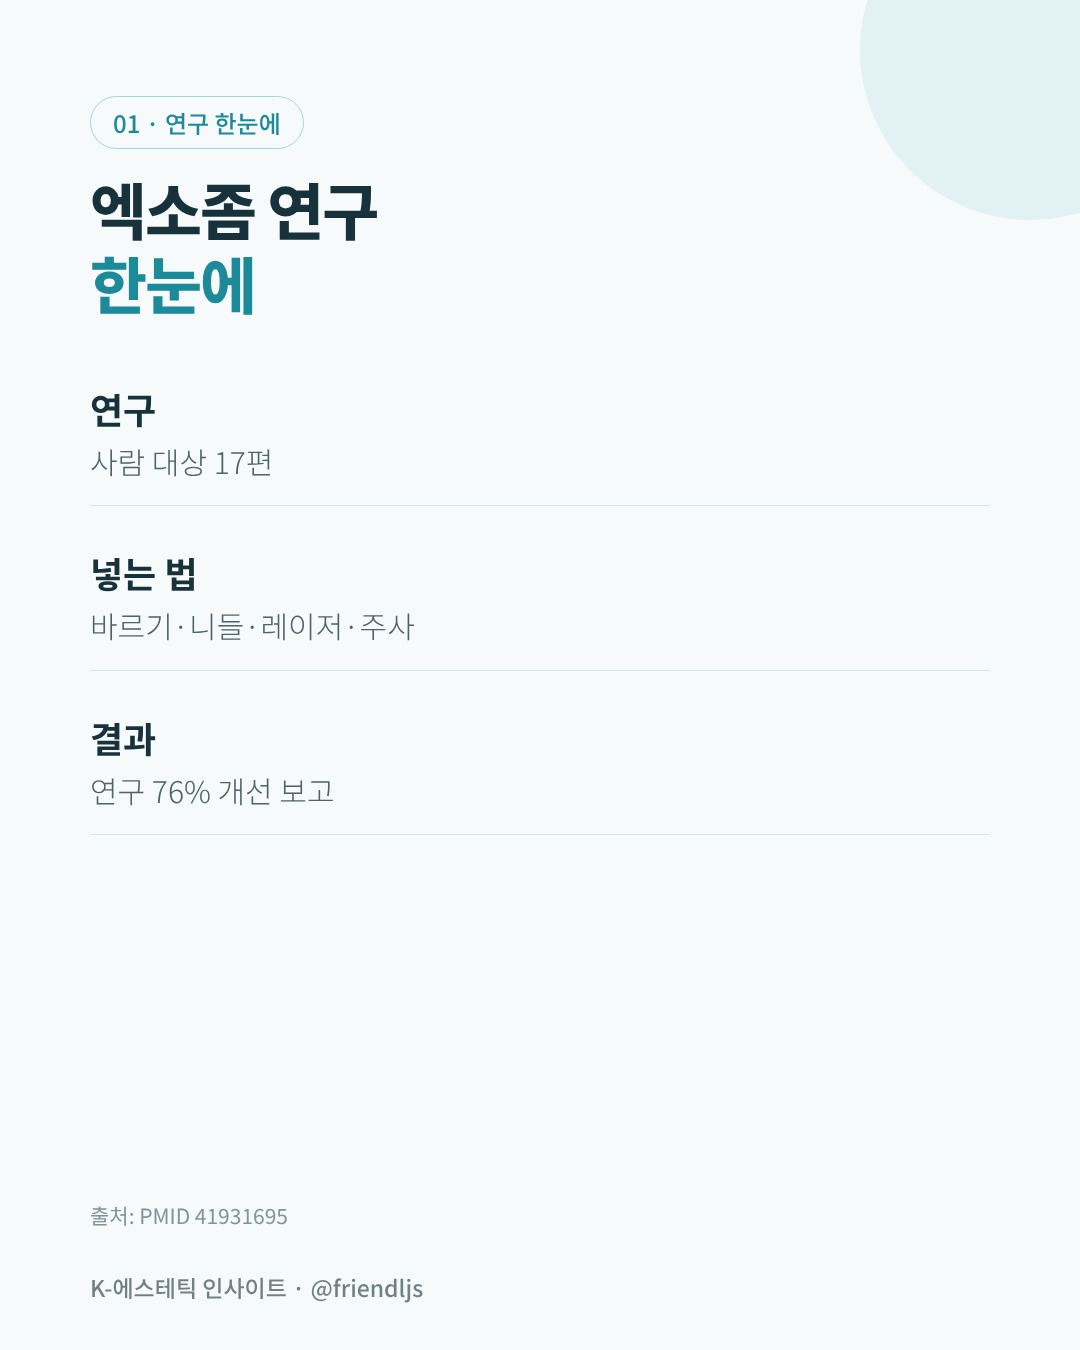 01 · 연구 한눈에
엑소좀 연구
한눈에
연구
사람 대상 17편
넣는 법
바르기·니들·레이저·주사
결과
연구 76% 개선 보고
출처: PMID 41931695
K-에스테틱 인사이트 · @friendljs